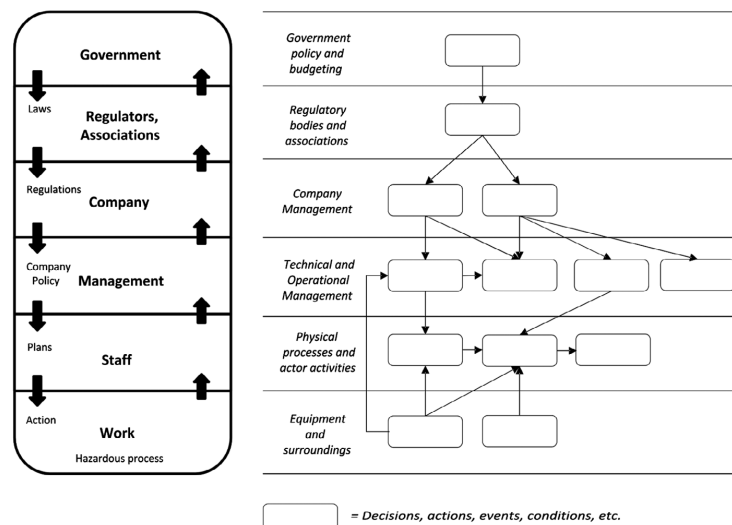 Government
Laws
Regulators,
Associations
Regulations
Company
Company
Policy
Management
Plans
Staff
Action
Work
Hazardous process
Government
policy and
budgeting
Regulatory
bodies and
associations
Company
Management
Technical and
Operational
Management
Physical
processes and
actor activities
Equipment
and
surroundings
= Decisions, actions, events, conditions, etc.